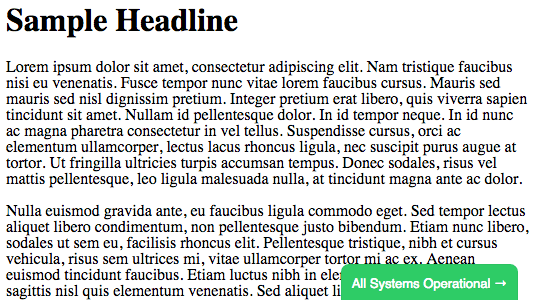 Sample Headline
Lorem ipsum dolor sit amet, consectetur adipiscing elit. Nam tristique faucibus
nisi eu venenatis. Fusce tempor nunc vitae lorem faucibus cursus. Mauris sed
mauris sed nisl dignissim pretium. Integer pretium erat libero, quis viverra sapien
tincidunt sit amet. Nullam id pellentesque dolor. In id tempor neque. In id nunc
ac magna pharetra consectetur in vel tellus. Suspendisse cursus, orci ac
elementum ullamcorper, lectus lacus rhoncus ligula, nec suscipit purus augue at
tortor. Ut fringilla ultricies turpis accumsan tempus. Donec sodales, risus vel
mattis pellentesque, leo ligula malesuada nulla, at tincidunt magna ante ac dolor.
Nulla euismod gravida ante, eu faucibus ligula commodo eget. Sed tempor lectus
aliquet libero condimentum, non pellentesque justo bibendum. Etiam nunc libero,
sodales ut sem eu, facilisis rhoncus elit. Pellentesque tristique, nibh et cursus
vehicula, risus sem ultrices mi, vitae ullamcorper tortor mi ac ex. Aenean
euismod tincidunt faucibus. Etiam luctus nibh in
sagittis nisl quis elementum venenatis. Sed aliquet
All Systems Operational →